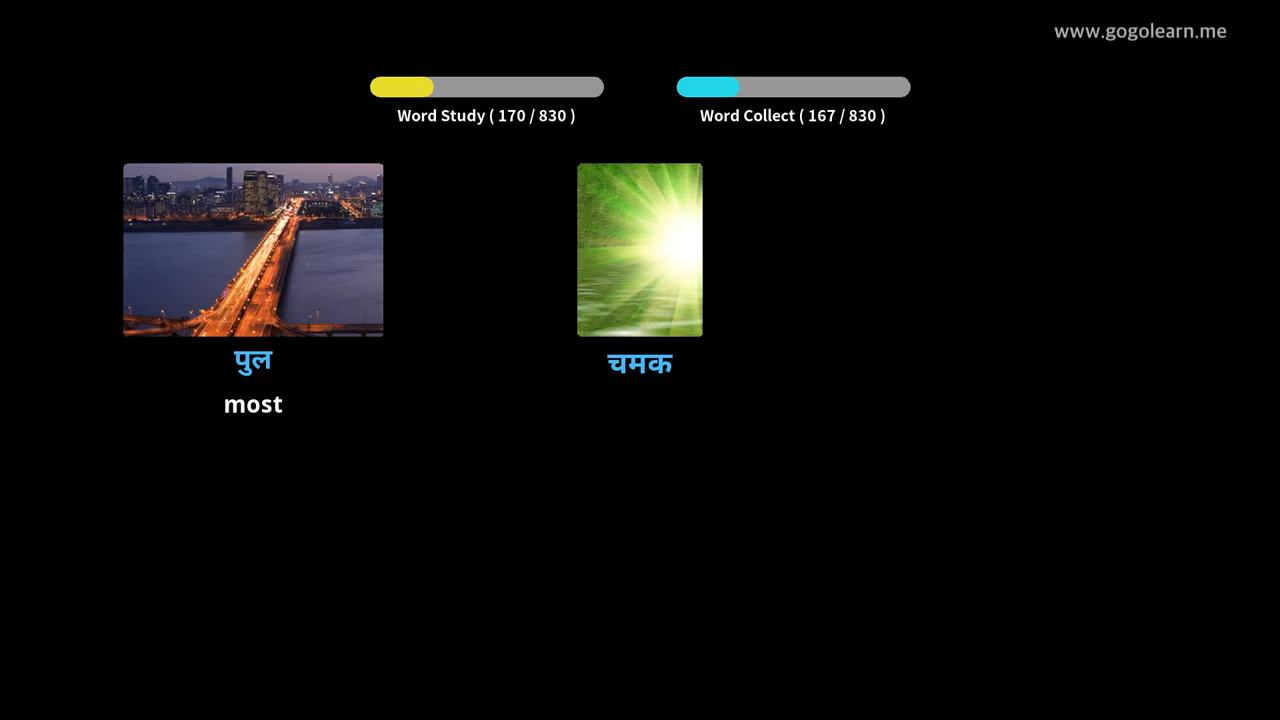 www.gogolearn.me
Word Study ( 170 / 830 )
Word Collect ( 167 / 830 )
पुल
चमक
most